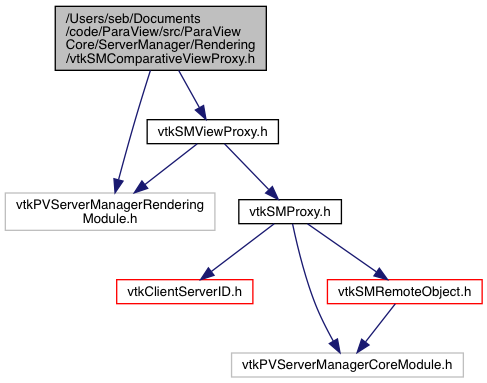 /Users/seb/Documents
/code/ParaView/src/ParaView
Core/ServerManager/Rendering
/vtkSMComparativeViewProxy.h
vtkSMViewProxy.h
vtkPVServerManagerRendering
Module.h
vtkSMProxy.h
vtkClientServerID.h
vtkSMRemoteObject.h
vtkPVServerManagerCoreModule.h